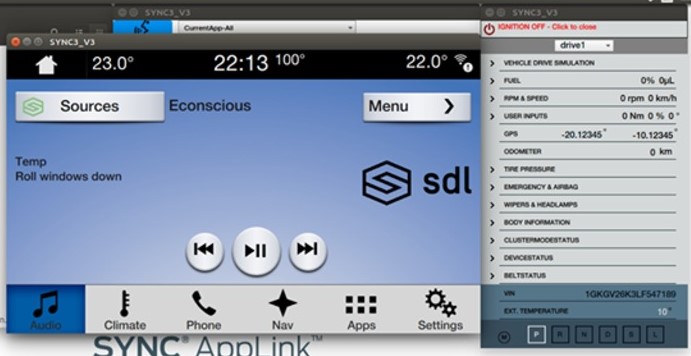 SYNC3_V3
CurrentApp-All
SYNC3_V3
23.0°
22:13
100°
22.0°
Sources
Econscious
Menu
Temp
Roll windows down
sdl
Audio
Climate
Phone
Nav
Apps
Settings
SYNC® AppLink™
SYNC3_V3
IGNITION OFF - Click to close
drive1
VEHICLE DRIVE SIMULATION
FUEL 0% 0µL
RPM & SPEED 0 rpm 0 km/h
USER INPUTS 0 Nm 0 % 0 °
GPS -20.12345° -10.12345°
ODOMETER 0 km
TIRE PRESSURE
EMERGENCY & AIRBAG
WIPERS & HEADLAMPS
BODY INFORMATION
CLUSTERMODESTATUS
DEVICESTATUS
BELTSTATUS
VIN 1GKGV26K3LF547189
EXT. TEMPERATURE 10°
P R N D S L